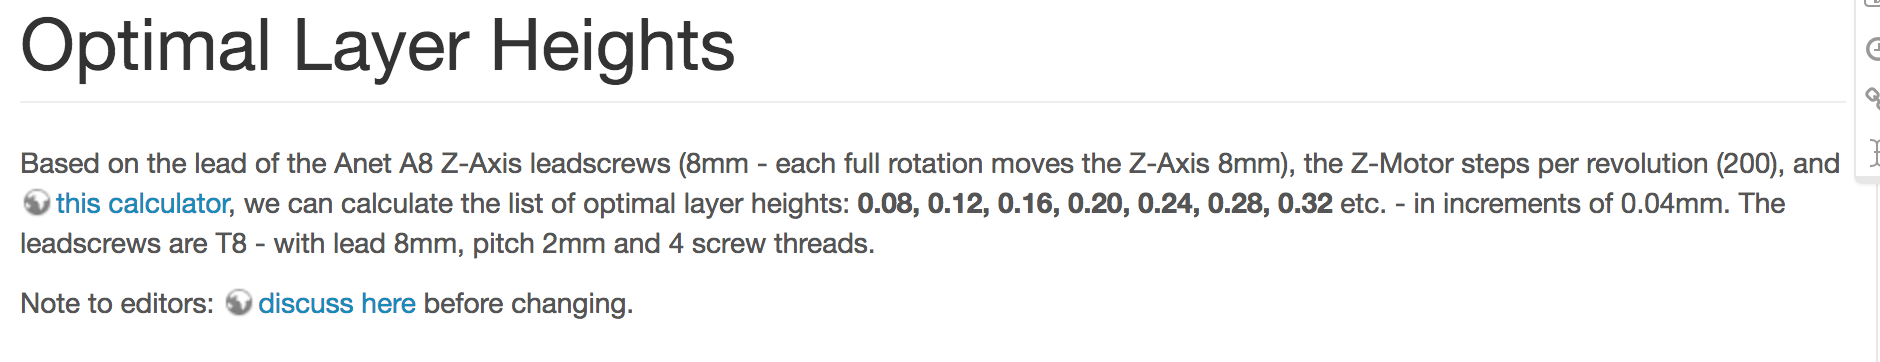 Optimal Layer Heights
Based on the lead of the Anet A8 Z-Axis leadscrews (8mm - each full rotation moves the Z-Axis 8mm), the Z-Motor steps per revolution (200), and
this calculator, we can calculate the list of optimal layer heights: 0.08, 0.12, 0.16, 0.20, 0.24, 0.28, 0.32 etc. - in increments of 0.04mm. The
leadscrews are T8 - with lead 8mm, pitch 2mm and 4 screw threads.
Note to editors: discuss here before changing.